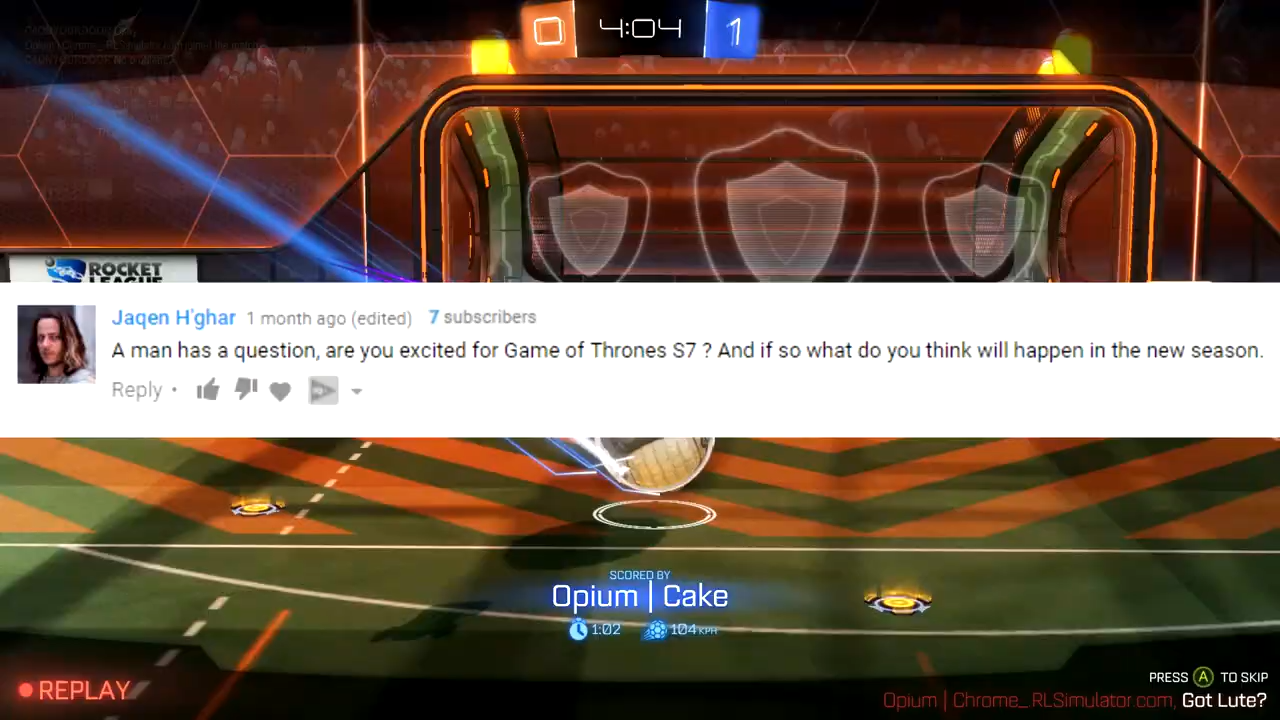 0 4:04 1
ROCKET
LEAGUE
Jaqen H'ghar 1 month ago (edited) 7 subscribers
A man has a question, are you excited for Game of Thrones S7 ? And if so what do you think will happen in the new season.
Reply •
SCORED BY
Opium | Cake
1:02 104 KPH
PRESS A TO SKIP
REPLAY
Opium | Chrome_ RLSimulator.com, Got Lute?